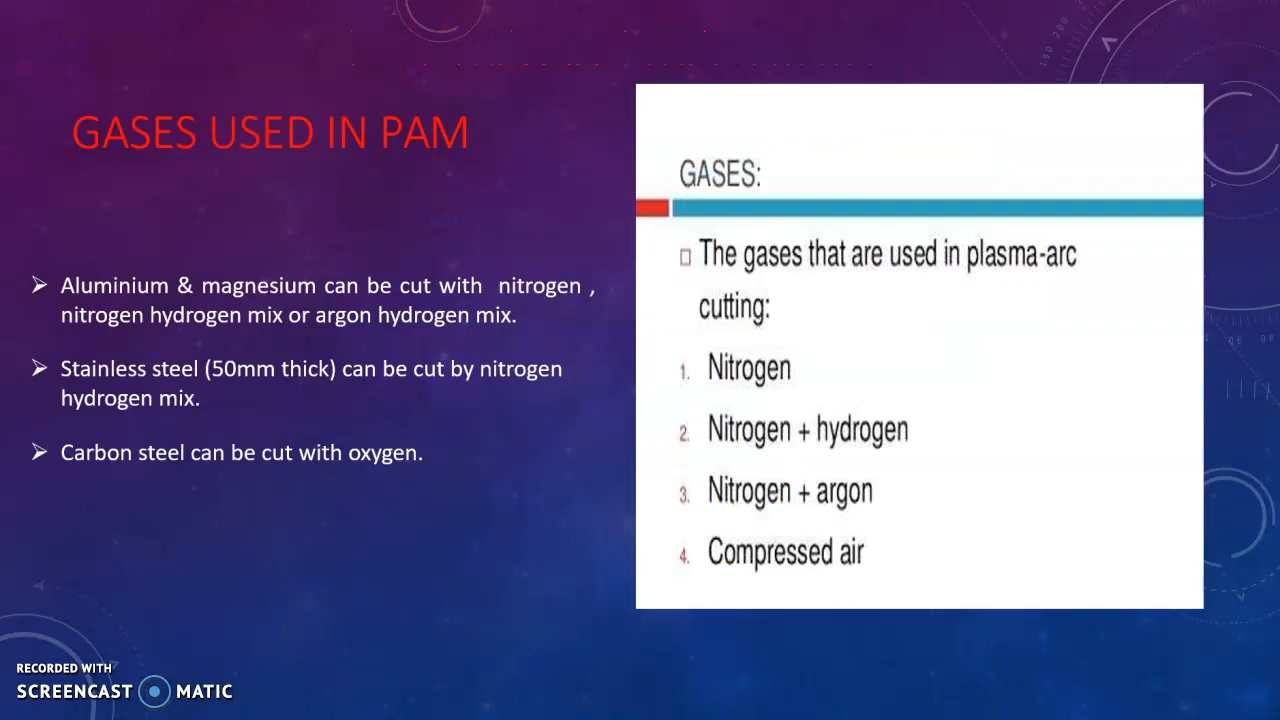 GASES USED IN PAM
➢ Aluminium & magnesium can be cut with nitrogen ,
nitrogen hydrogen mix or argon hydrogen mix.
➢ Stainless steel (50mm thick) can be cut by nitrogen
hydrogen mix.
➢ Carbon steel can be cut with oxygen.
GASES:
□ The gases that are used in plasma-arc
cutting:
1. Nitrogen
2. Nitrogen + hydrogen
3. Nitrogen + argon
4. Compressed air
RECORDED WITH
SCREENCAST MATIC